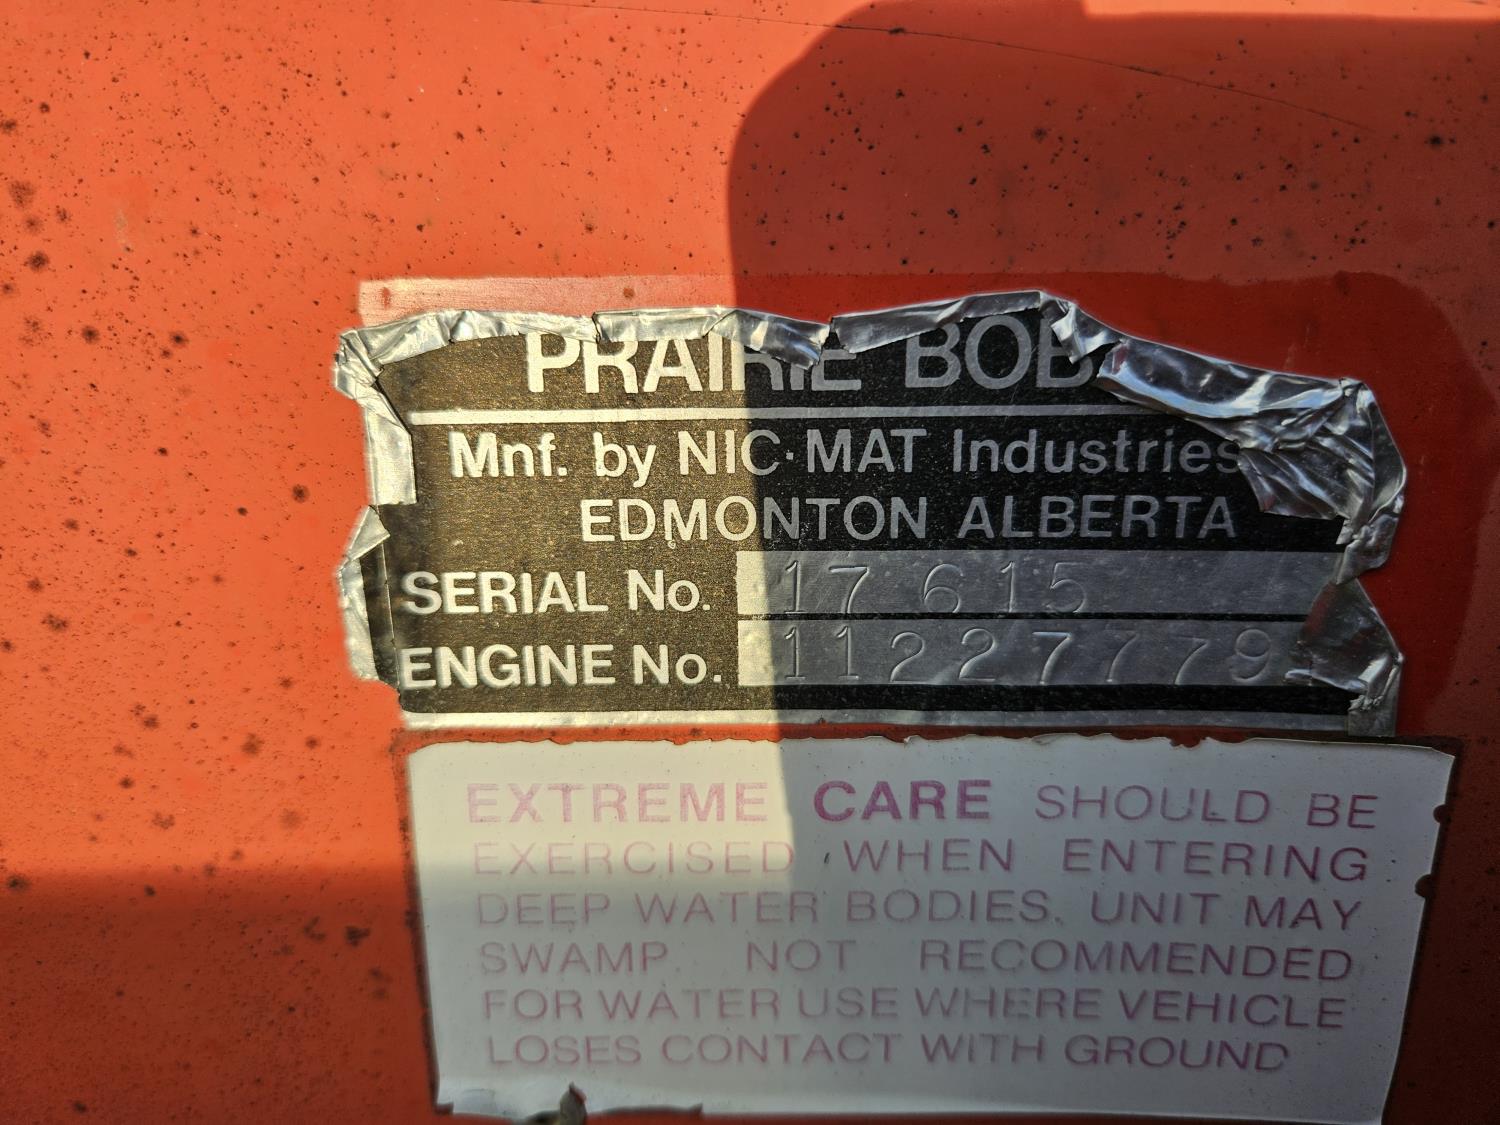 PRAIRIE BOB
Mnf. by NIC·MAT Industries
EDMONTON ALBERTA
SERIAL No. 17 615
ENGINE No. 11227779
EXTREME CARE SHOULD BE
EXERCISED WHEN ENTERING
DEEP WATER BODIES. UNIT MAY
SWAMP. NOT RECOMMENDED
FOR WATER USE WHERE VEHICLE
LOSES CONTACT WITH GROUND